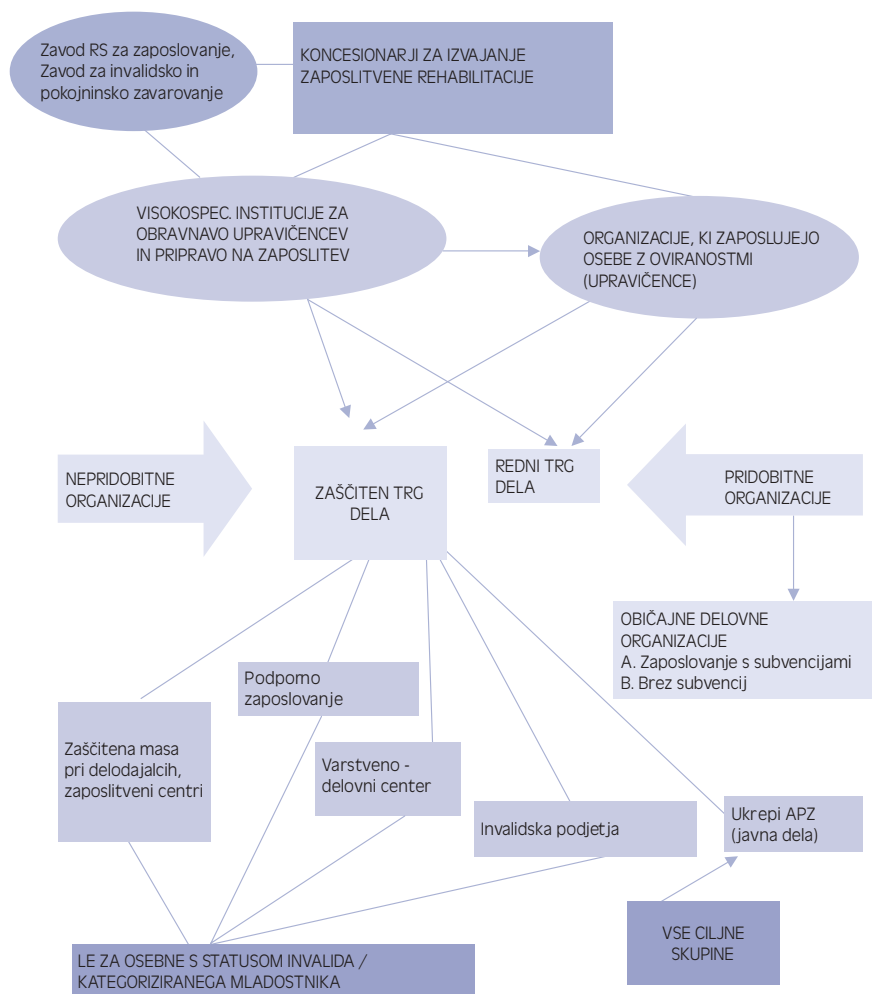 Zavod RS za zaposlovanje,
Zavod za invalidsko in
pokojninsko zavarovanje
KONCESIONARJI ZA IZVAJANJE
ZAPOSLITVENE REHABILITACIJE
VISOKOSPEC. INSTITUCIJE ZA
OBRAVNAVO UPRAVIČENCEV
IN PRIPRAVO NA ZAPOSLITEV
ORGANIZACIJE, KI ZAPOSLUJEJO
OSEBE Z OVIRANOSTMI
(UPRAVIČENCE)
NEPRIDOBITNE
ORGANIZACIJE
ZAŠČITEN TRG
DELA
REDNI TRG
DELA
PRIDOBITNE
ORGANIZACIJE
OBIČAJNE DELOVNE
ORGANIZACIJE
A. Zaposlovanje s subvencijami
B. Brez subvencij
Podporno
zaposlovanje
Zaščitena masa
pri delodajalcih,
zaposlitveni centri
Varstveno -
delovni center
Invalidska podjetja
Ukrepi APZ
(javna dela)
VSE CILJNE
SKUPINE
LE ZA OSEBNE S STATUSOM INVALIDA /
KATEGORIZIRANEGA MLADOSTNIKA